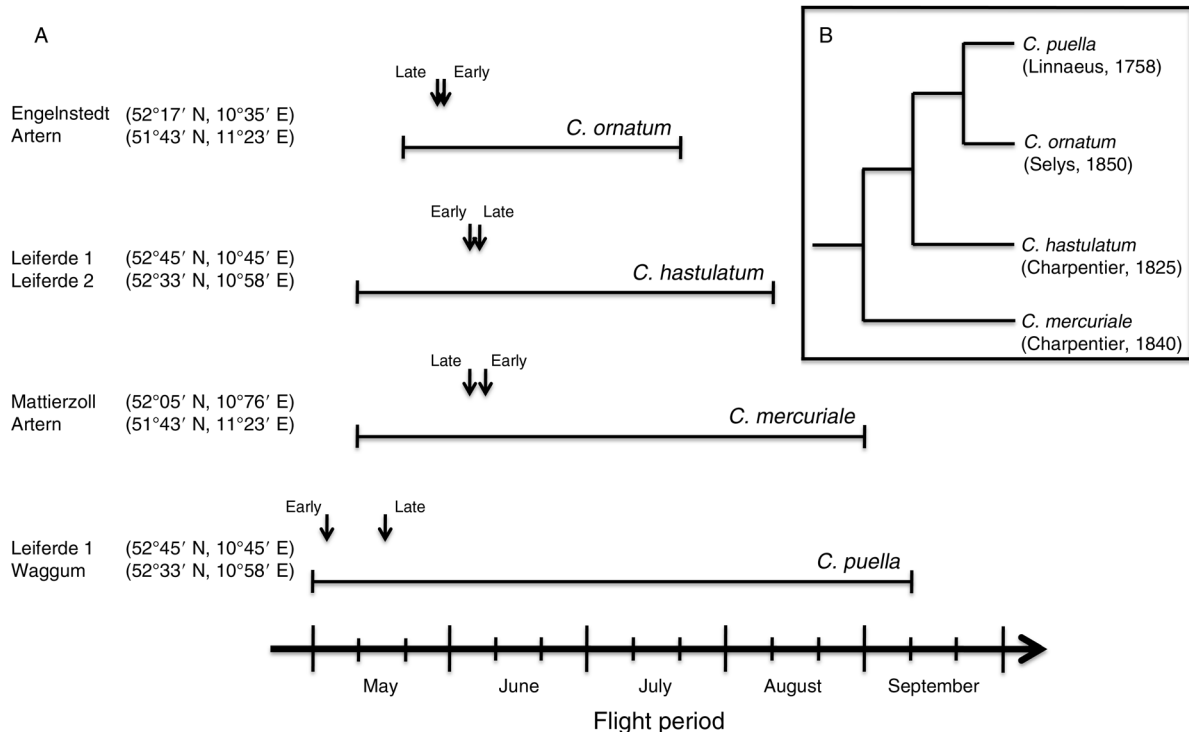 A
Late Early
Engelnstedt (52°17′ N, 10°35′ E)
Artern (51°43′ N, 11°23′ E)
C. ornatum
Early Late
Leiferde 1 (52°45′ N, 10°45′ E)
Leiferde 2 (52°33′ N, 10°58′ E)
C. hastulatum
Late Early
Mattierzoll (52°05′ N, 10°76′ E)
Artern (51°43′ N, 11°23′ E)
C. mercuriale
Early Late
Leiferde 1 (52°45′ N, 10°45′ E)
Waggum (52°33′ N, 10°58′ E)
C. puella
May June July August September
Flight period
B
C. puella
(Linnaeus, 1758)
C. ornatum
(Selys, 1850)
C. hastulatum
(Charpentier, 1825)
C. mercuriale
(Charpentier, 1840)